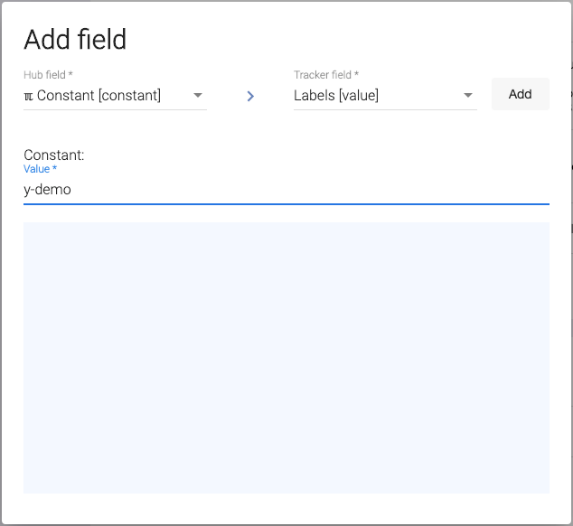 Add field
Hub field *
Tracker field *
π Constant [constant]
Labels [value]
Add
Constant:
Value *
y-demo